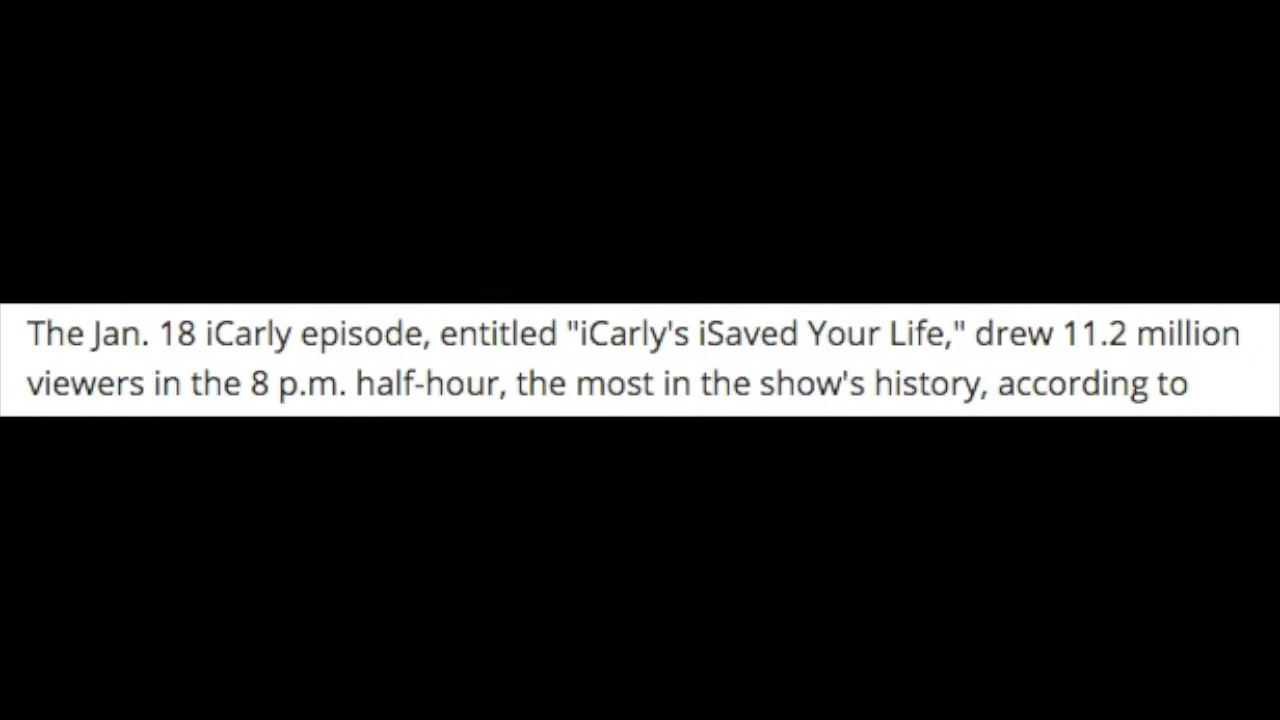 The Jan. 18 iCarly episode, entitled "iCarly's iSaved Your Life," drew 11.2 million
viewers in the 8 p.m. half-hour, the most in the show's history, according to